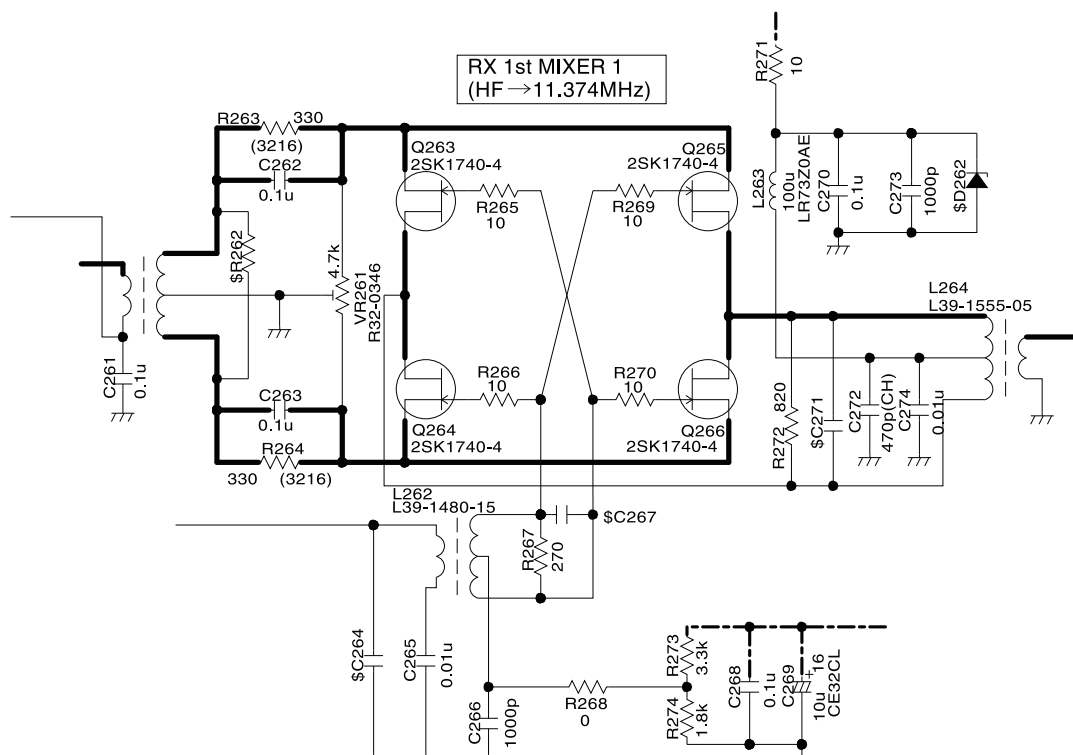 RX 1st MIXER 1
(HF →11.374MHz)
R271
10
R263
330
(3216)
C262
0.1u
Q263
2SK1740-4
Q265
2SK1740-4
R265
10
R269
10
L263
100u
LR73Z0AE
C270
0.1u
C273
1000p
$D262
$R262
4.7k
VR261
R32-0346
L264
L39-1555-05
C261
0.1u
R266
10
R270
10
C263
0.1u
Q264
2SK1740-4
Q266
2SK1740-4
R264
330
(3216)
R272
820
$C271
C272
470p(CH)
C274
0.01u
L262
L39-1480-15
$C267
R267
270
$C264
C265
0.01u
C266
1000p
R268
0
R273
3.3k
R274
1.8k
C268
0.1u
C269
+
16
10u
CE32CL